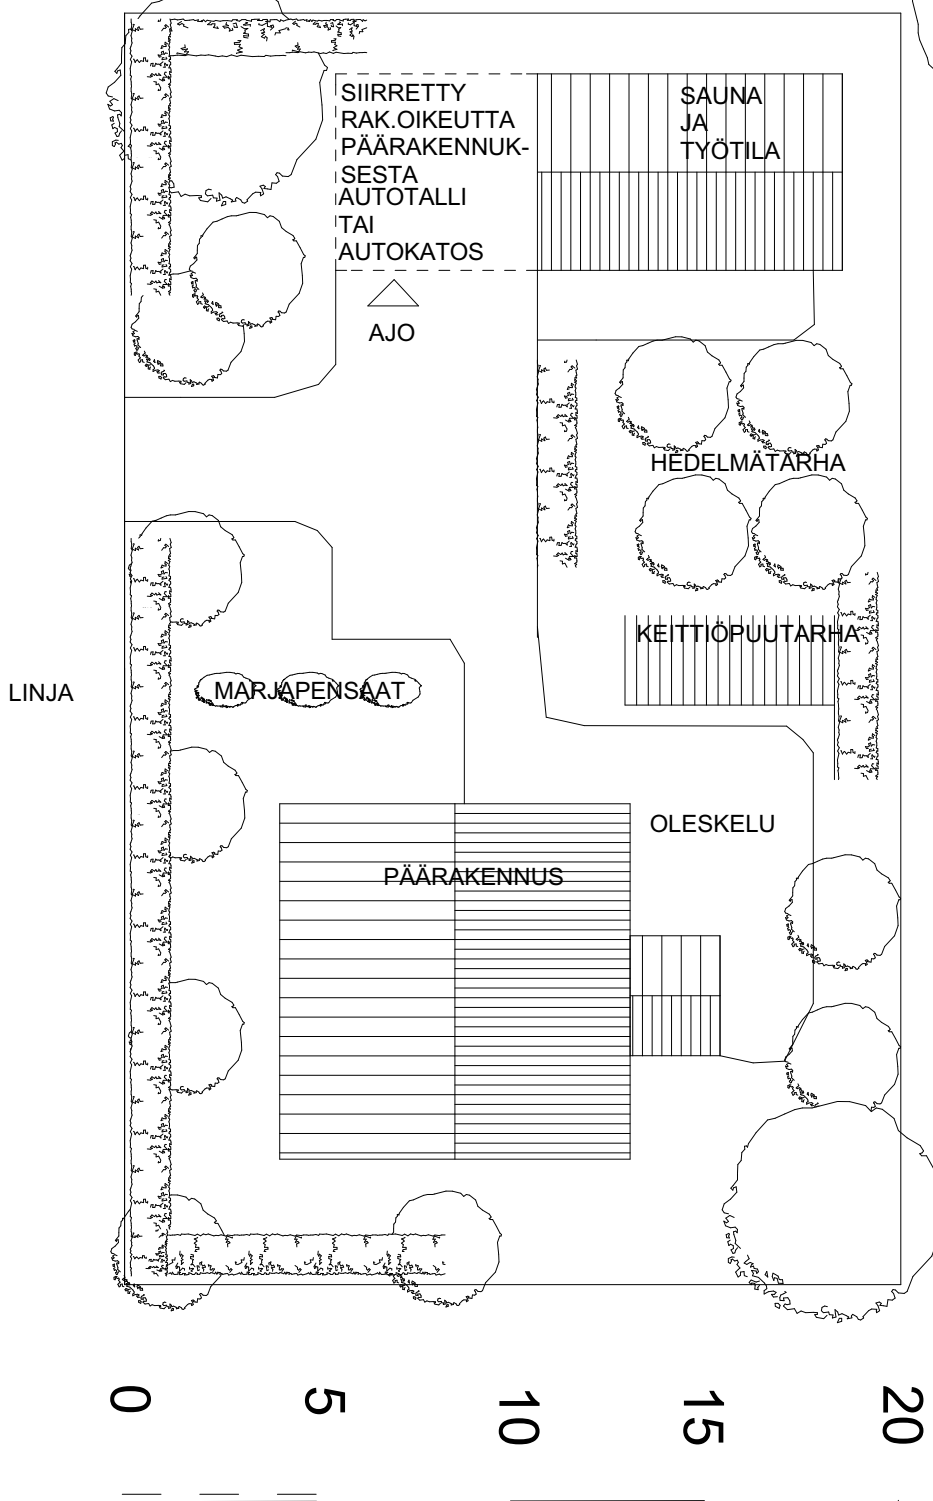 SIIRRETTY
RAK.OIKEUTTA
PÄÄRAKENNUK-
SESTA
AUTOTALLI
TAI
AUTOKATOS
SAUNA
JA
TYÖTILA
AJO
HEDELMÄTARHA
KEITTIÖPUUTARHA
LINJA
MARJAPENSAAT
OLESKELU
PÄÄRAKENNUS
0
5
10
15
20